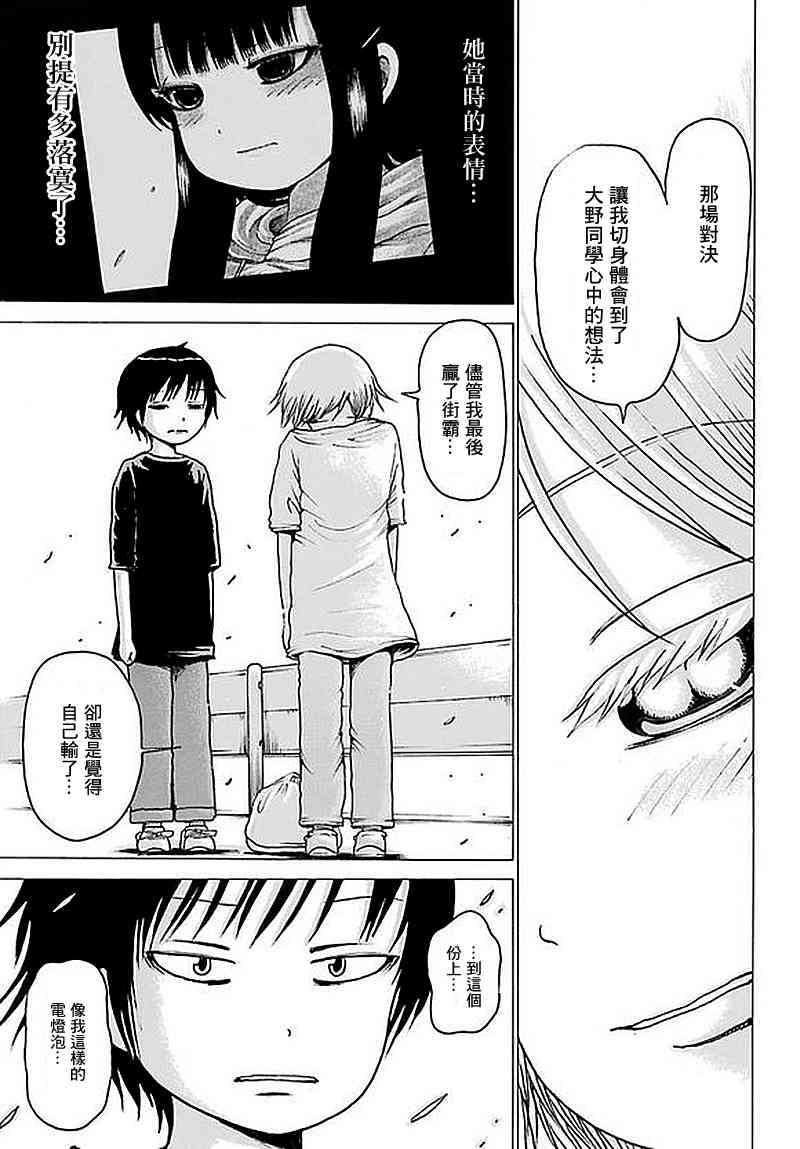 那場對決
讓我切身體會到了
大野同學心中的想法…
她當時的表情…
別提有多落寞了…
儘管我最後
贏了街霸…
卻還是覺得
自己輸了…
…到這個
份上…
像我這樣的
電燈泡…